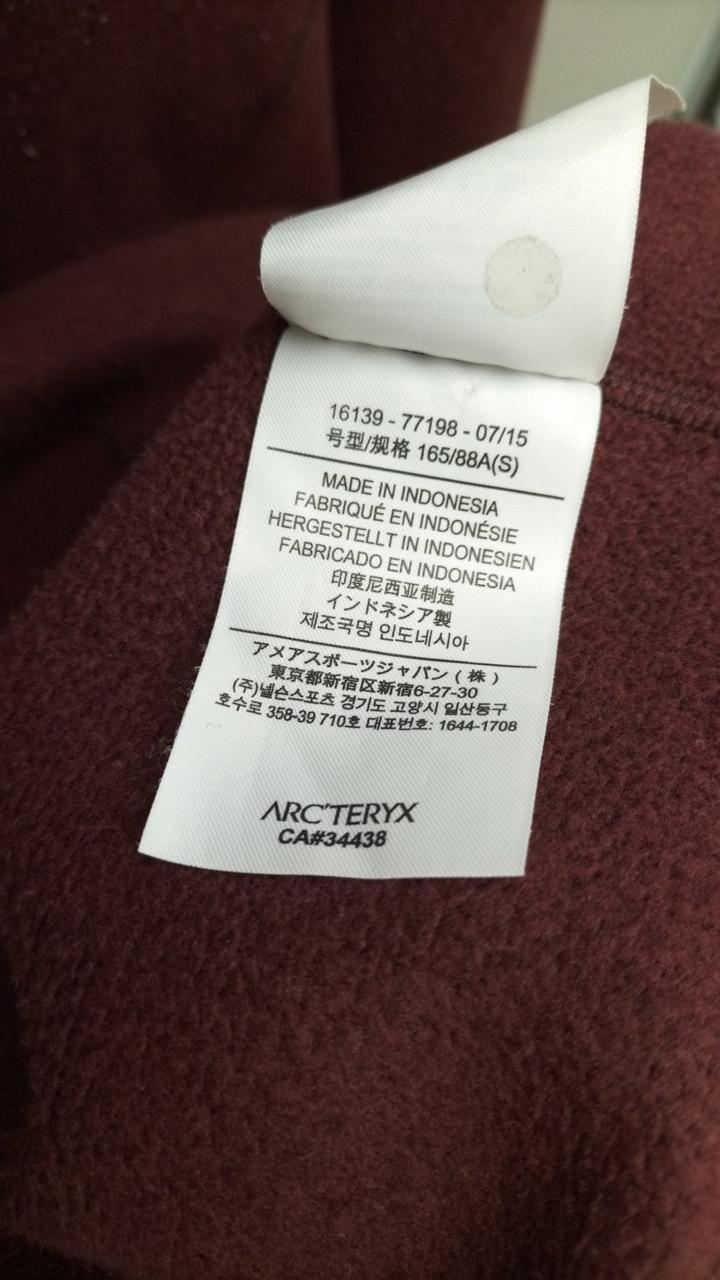 16139 - 77198 - 07/15
号型/规格 165/88A(S)
MADE IN INDONESIA
FABRIQUÉ EN INDONÉSIE
HERGESTELLT IN INDONESIEN
FABRICADO EN INDONESIA
印度尼西亚制造
インドネシア製
제조국명 인도네시아
アメアスポーツジャパン（株）
東京都新宿区新宿6-27-30
(주)넬슨스포츠 경기도 고양시 일산동구
호수로 358-39 710호 대표번호: 1644-1708
ARC'TERYX
CA#34438